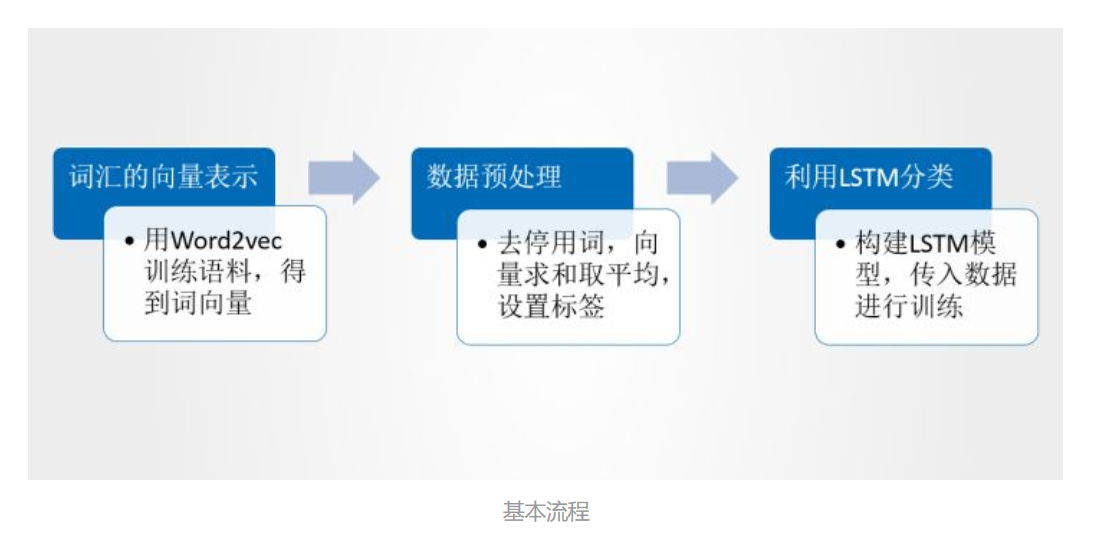 词汇的向量表示
• 用Word2vec
训练语料，得
到词向量
数据预处理
• 去停用词，向
量求和取平均，
设置标签
利用LSTM分类
• 构建LSTM模
型，传入数据
进行训练
基本流程